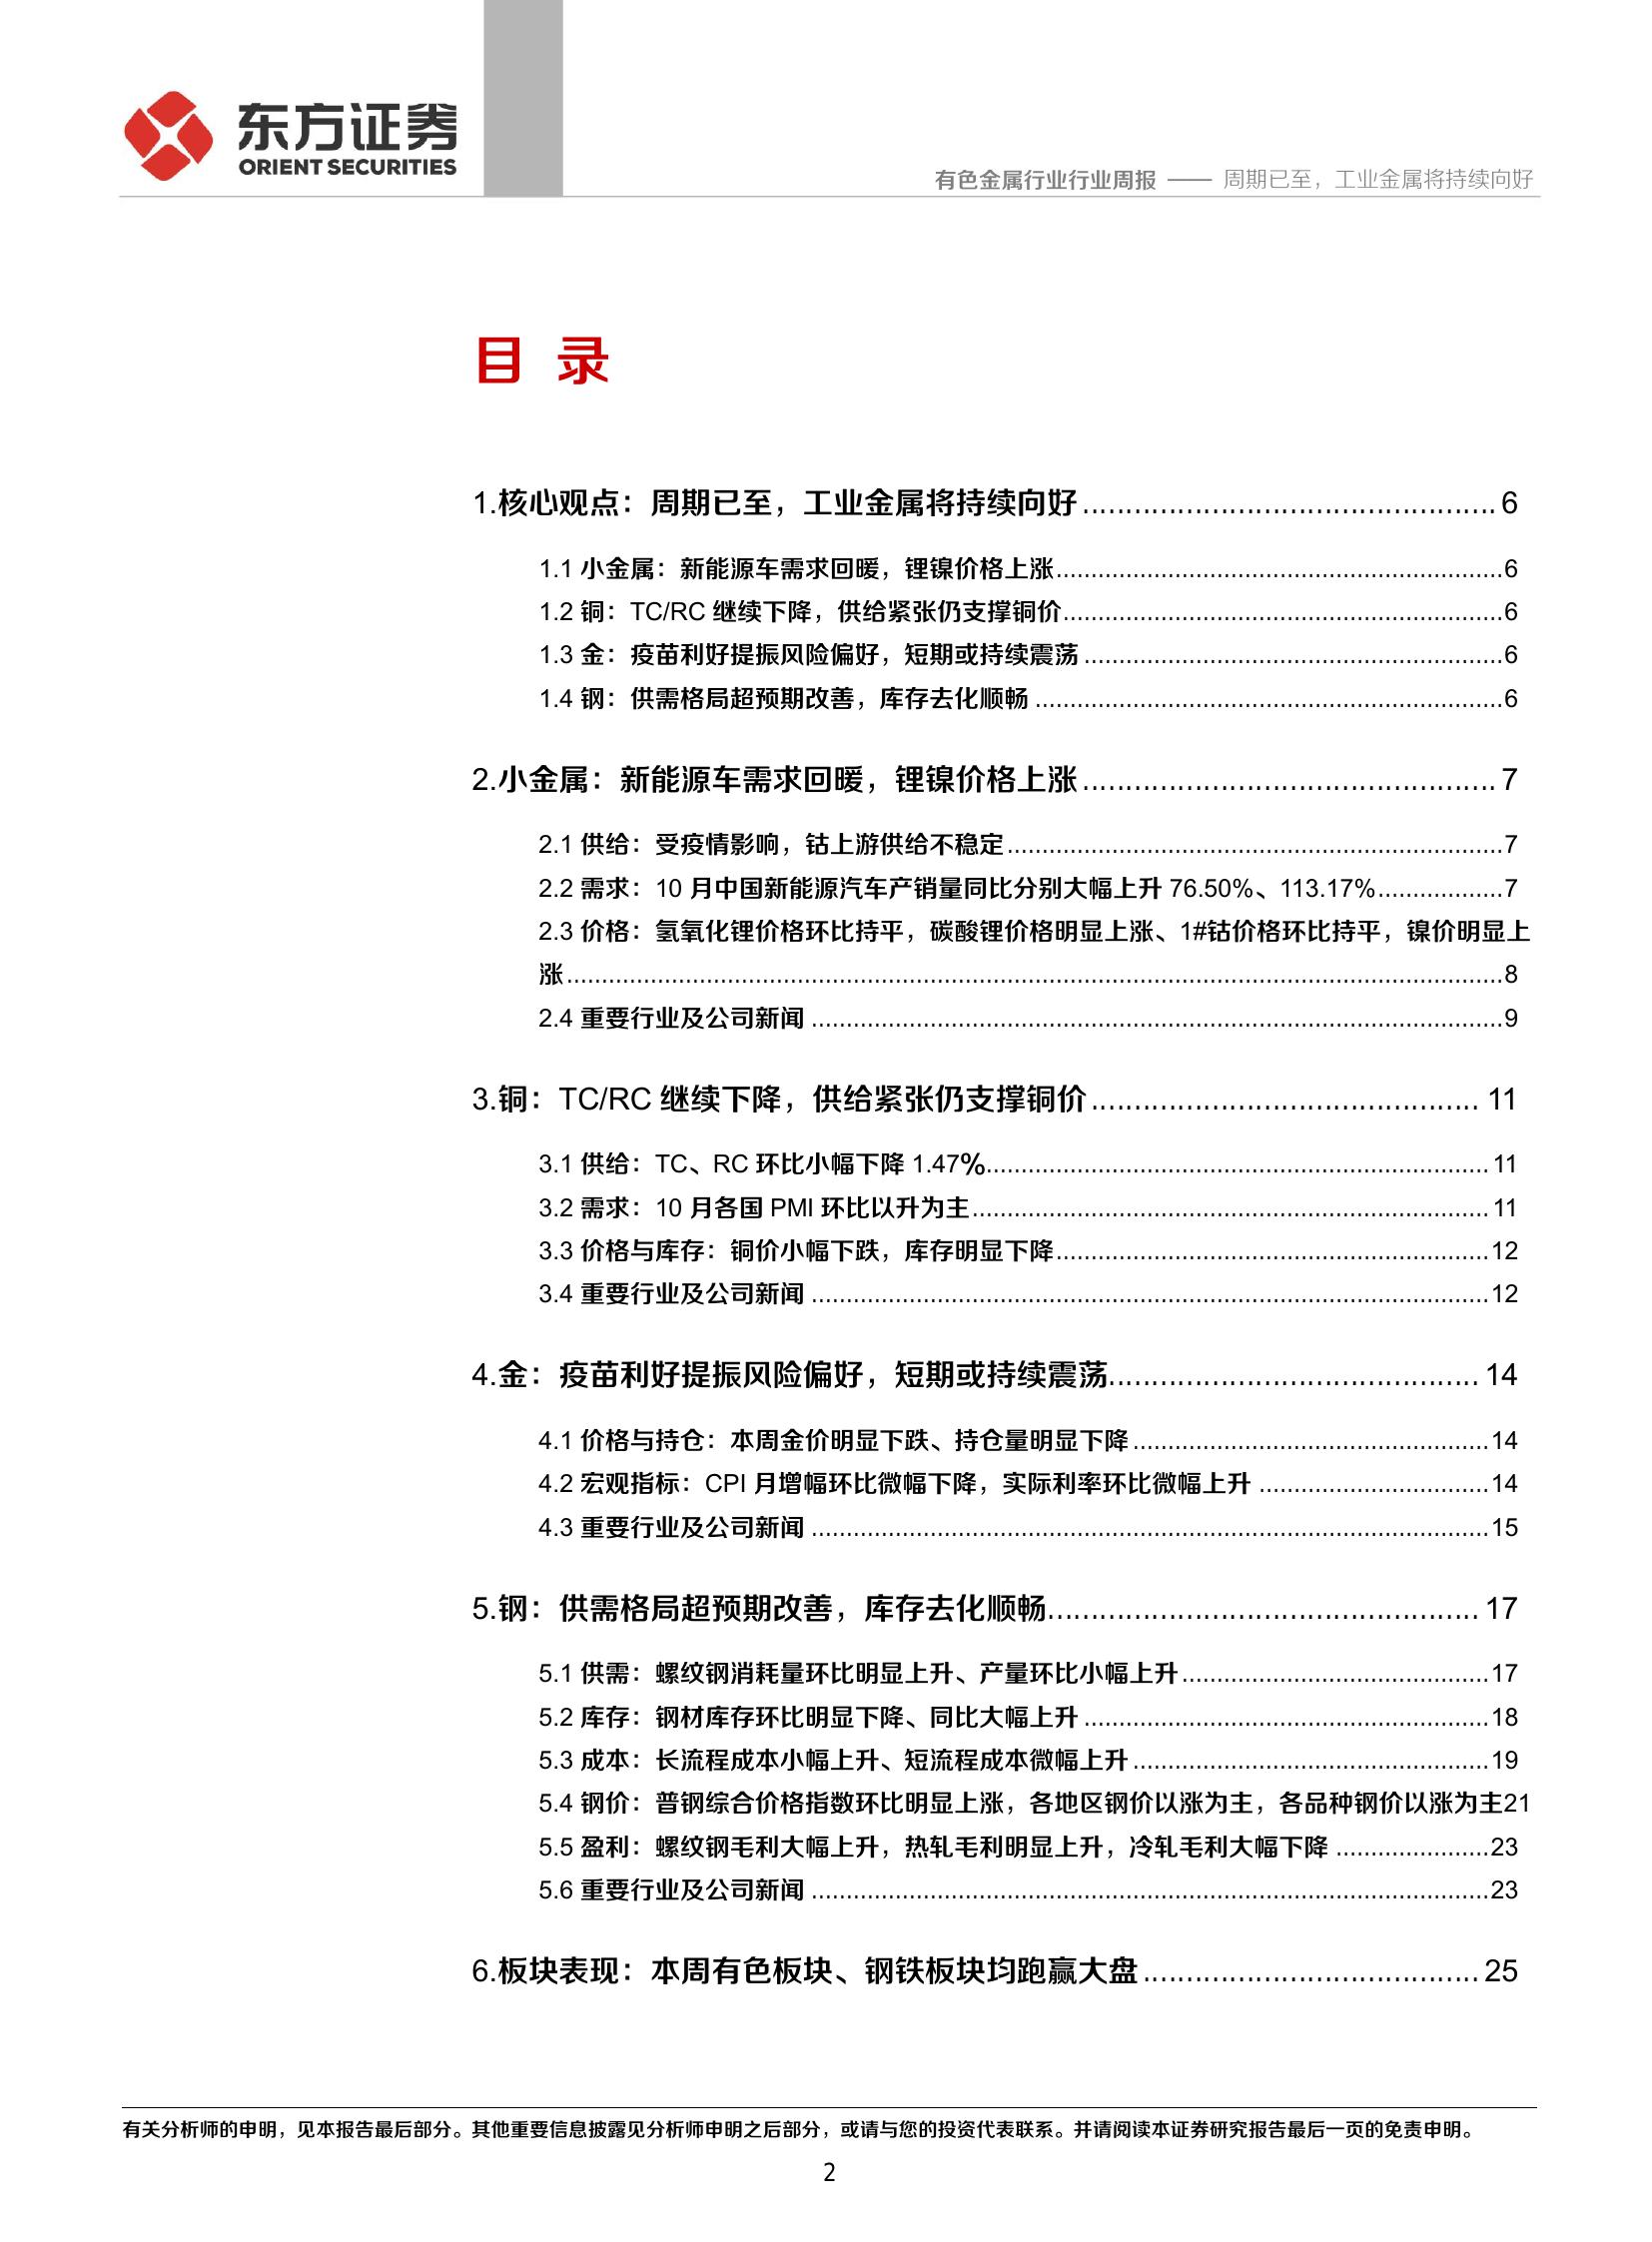 东方证券
ORIENT SECURITIES
有色金属行业行业周报 —— 周期已至，工业金属将持续向好
目 录
1.核心观点：周期已至，工业金属将持续向好 ................................................ 6
1.1 小金属：新能源车需求回暖，锂镍价格上涨................................................................6
1.2 铜：TC/RC 继续下降，供给紧张仍支撑铜价...............................................................6
1.3 金：疫苗利好提振风险偏好，短期或持续震荡 ............................................................6
1.4 钢：供需格局超预期改善，库存去化顺畅 ...................................................................6
2.小金属：新能源车需求回暖，锂镍价格上涨 ................................................ 7
2.1 供给：受疫情影响，钴上游供给不稳定.......................................................................7
2.2 需求：10 月中国新能源汽车产销量同比分别大幅上升 76.50%、113.17%..................7
2.3 价格：氢氧化锂价格环比持平，碳酸锂价格明显上涨、1#钴价格环比持平，镍价明显上
涨......................................................................................................................................8
2.4 重要行业及公司新闻 ...................................................................................................9
3.铜：TC/RC 继续下降，供给紧张仍支撑铜价............................................. 11
3.1 供给：TC、RC 环比小幅下降 1.47%........................................................................ 11
3.2 需求：10 月各国 PMI 环比以升为主.......................................................................... 11
3.3 价格与库存：铜价小幅下跌，库存明显下降..............................................................12
3.4 重要行业及公司新闻 .................................................................................................12
4.金：疫苗利好提振风险偏好，短期或持续震荡........................................... 14
4.1 价格与持仓：本周金价明显下跌、持仓量明显下降 ...................................................14
4.2 宏观指标：CPI 月增幅环比微幅下降，实际利率环比微幅上升 .................................14
4.3 重要行业及公司新闻 .................................................................................................15
5.钢：供需格局超预期改善，库存去化顺畅.................................................. 17
5.1 供需：螺纹钢消耗量环比明显上升、产量环比小幅上升............................................17
5.2 库存：钢材库存环比明显下降、同比大幅上升 ..........................................................18
5.3 成本：长流程成本小幅上升、短流程成本微幅上升 ...................................................19
5.4 钢价：普钢综合价格指数环比明显上涨，各地区钢价以涨为主，各品种钢价以涨为主21
5.5 盈利：螺纹钢毛利大幅上升，热轧毛利明显上升，冷轧毛利大幅下降 ......................23
5.6 重要行业及公司新闻 .................................................................................................23
6.板块表现：本周有色板块、钢铁板块均跑赢大盘 ....................................... 25
有关分析师的申明，见本报告最后部分。其他重要信息披露见分析师申明之后部分，或请与您的投资代表联系。并请阅读本证券研究报告最后一页的免责申明。
2